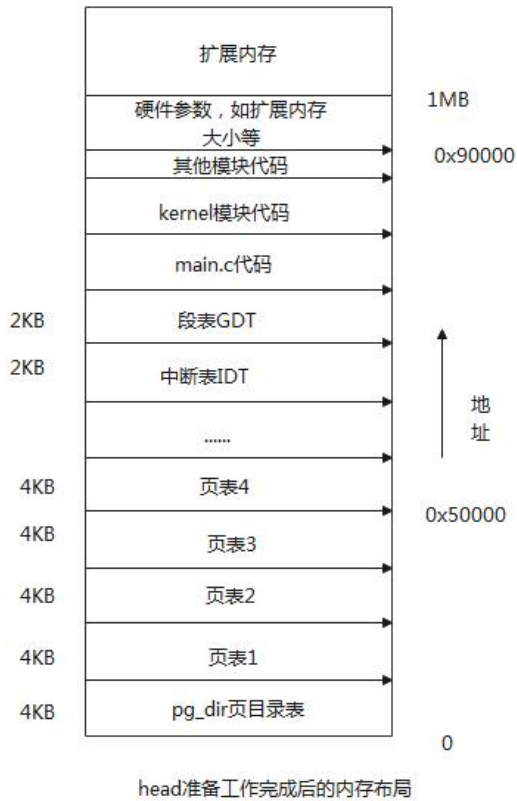 扩展内存
1MB
硬件参数，如扩展内存
大小等
0x90000
其他模块代码
kernel模块代码
main.c代码
2KB
段表GDT
2KB
中断表IDT
地
址
......
4KB
页表4
0x50000
4KB
页表3
4KB
页表2
4KB
页表1
4KB
pg_dir页目录表
0
head准备工作完成后的内存布局